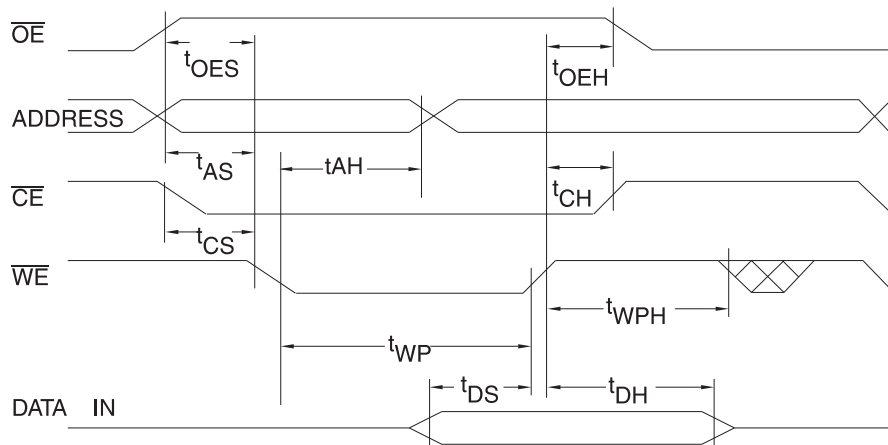 OE
tOES
tOEH
ADDRESS
tAS
tAH
tCH
CE
tCS
WE
tWPH
tWP
tDS
tDH
DATA IN